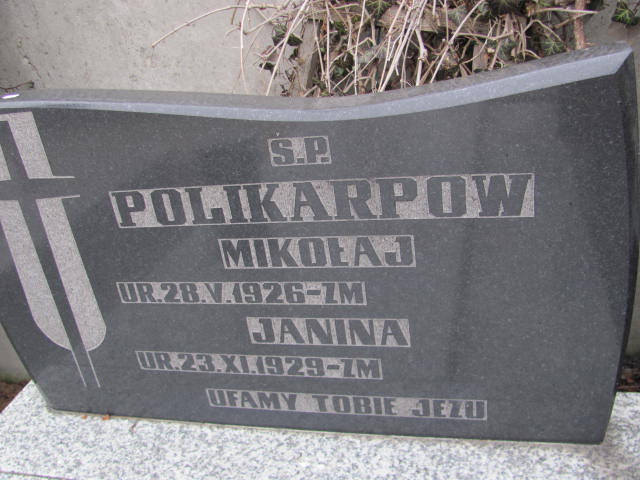 Ś.P.
POLIKARPOW
MIKOŁAJ
UR.28.V.1926-ZM
JANINA
UR.23.XI.1929-ZM
UFAMY TOBIE JEZU